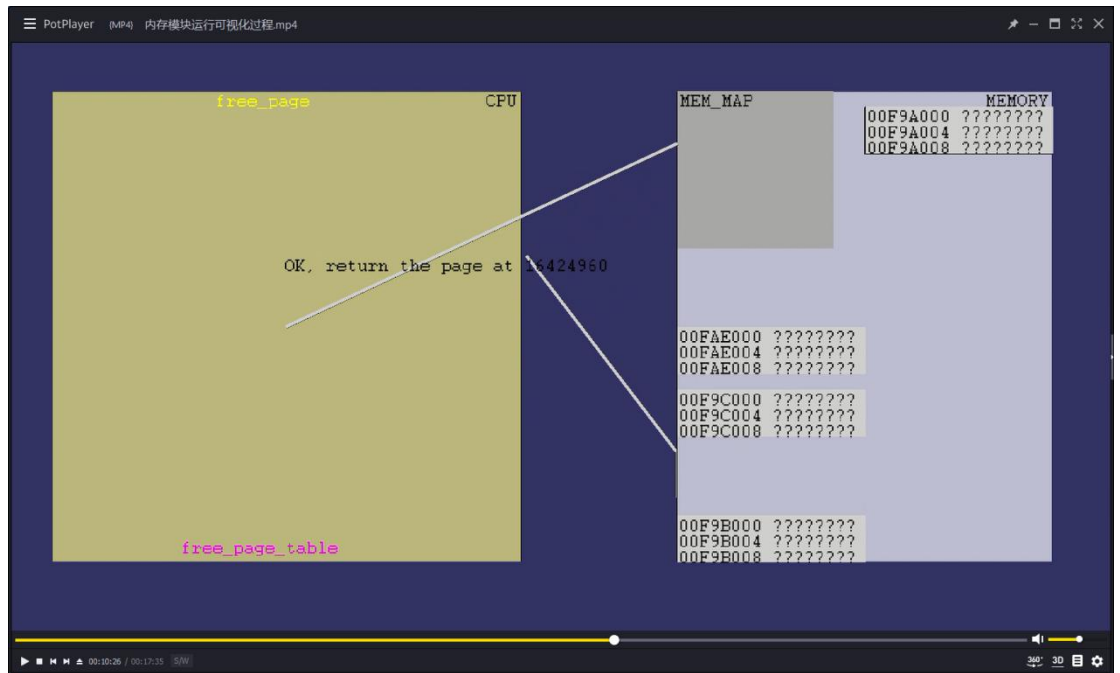 PotPlayer (MP4) 内存模块运行可视化过程.mp4
free_page CPU
OK, return the page at 16424960
free_page_table
MEM_MAP MEMORY
00F9A000 ????????
00F9A004 ????????
00F9A008 ????????
00FAE000 ????????
00FAE004 ????????
00FAE008 ????????
00F9C000 ????????
00F9C004 ????????
00F9C008 ????????
00F9B000 ????????
00F9B004 ????????
00F9B008 ????????
00:10:26 / 00:17:35 S/W
360° 3D